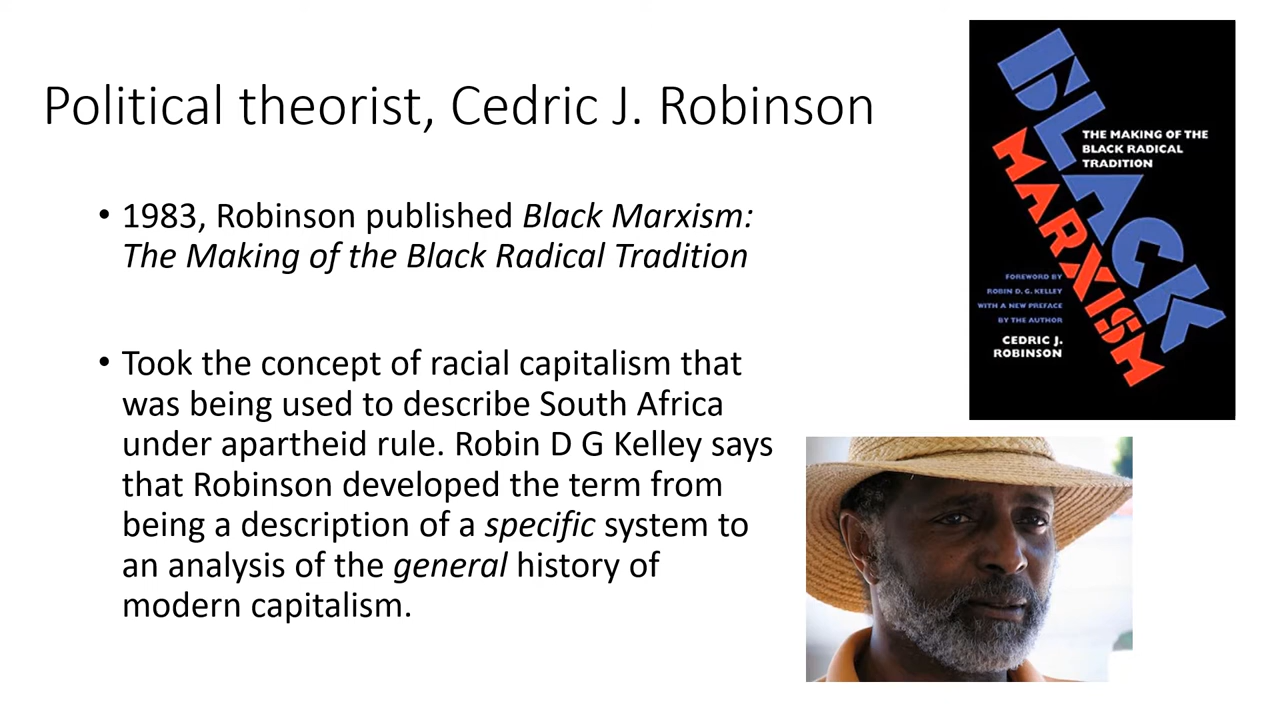 Political theorist, Cedric J. Robinson
• 1983, Robinson published Black Marxism:
The Making of the Black Radical Tradition
• Took the concept of racial capitalism that
was being used to describe South Africa
under apartheid rule. Robin D G Kelley says
that Robinson developed the term from
being a description of a specific system to
an analysis of the general history of
modern capitalism.
BLACK
MARXISM
THE MAKING OF THE
BLACK RADICAL
TRADITION
FOREWORD BY
ROBIN D. G. KELLEY
WITH A NEW PREFACE
BY THE AUTHOR
CEDRIC J.
ROBINSON